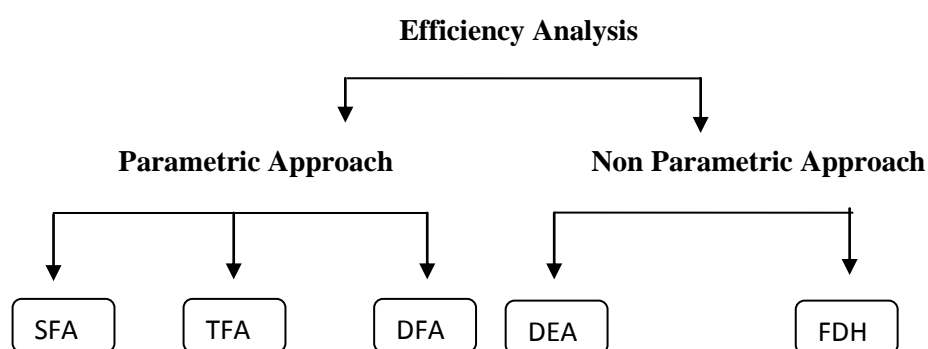 Efficiency Analysis
Parametric Approach Non Parametric Approach
SFA TFA DFA DEA FDH